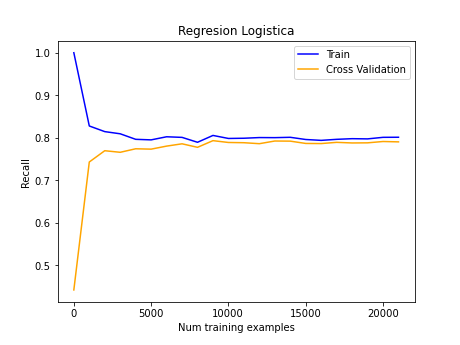 Regresion Logistica
Train
Cross Validation
Recall
1.0
0.9
0.8
0.7
0.6
0.5
0 5000 10000 15000 20000
Num training examples